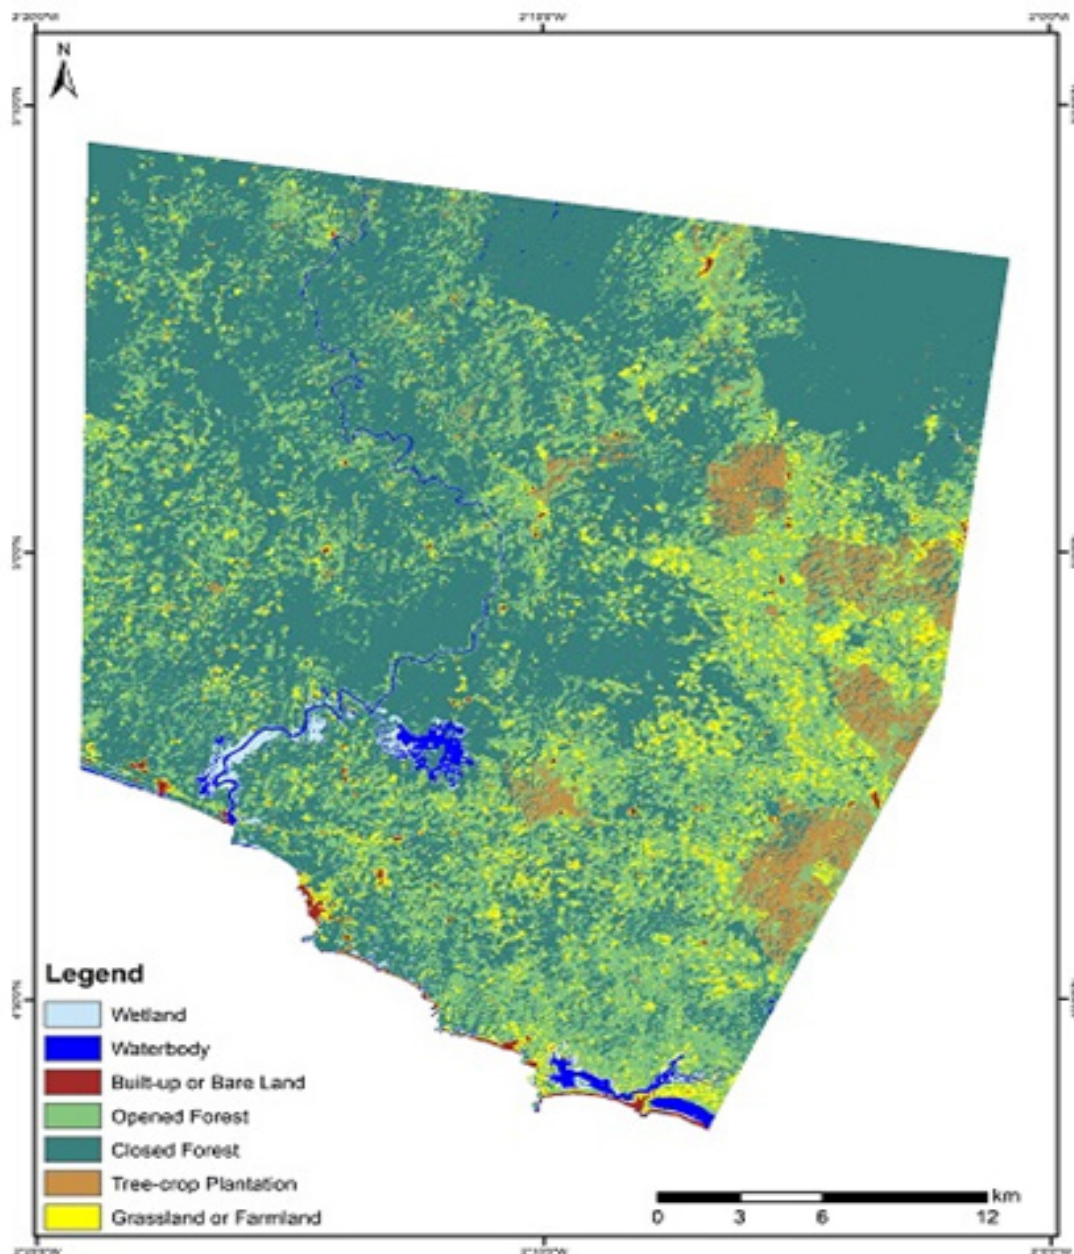 N
Legend
Wetland
Waterbody
Built-up or Bare Land
Opened Forest
Closed Forest
Tree-crop Plantation
Grassland or Farmland
km
0 3 6 12